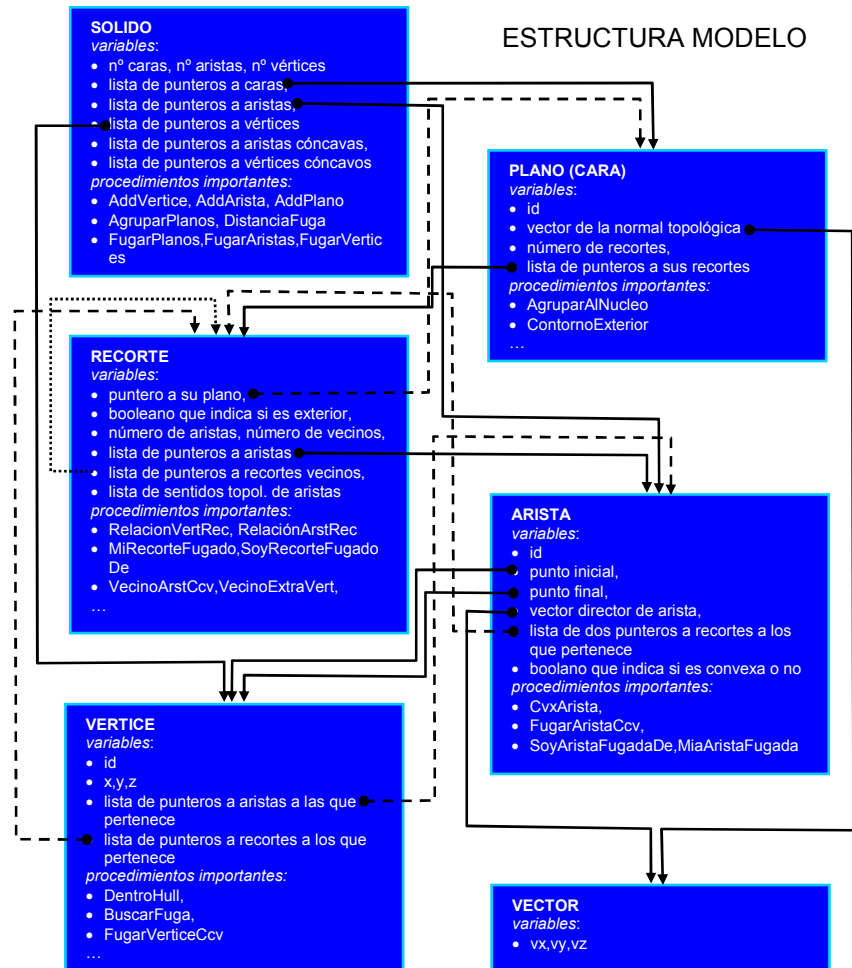 ESTRUCTURA MODELO
SOLIDO
variables:
• nº caras, nº aristas, nº vértices
• lista de punteros a caras,
• lista de punteros a aristas,
• lista de punteros a vértices
• lista de punteros a aristas cóncavas,
• lista de punteros a vértices cóncavos
procedimientos importantes:
• AddVertice, AddArista, AddPlano
• AgruparPlanos, DistanciaFuga
• FugarPlanos,FugarAristas,FugarVertic
es
PLANO (CARA)
variables:
• id
• vector de la normal topológica
• número de recortes,
• lista de punteros a sus recortes
procedimientos importantes:
• AgruparAlNucleo
• ContornoExterior
…
RECORTE
variables:
• puntero a su plano,
• booleano que indica si es exterior,
• número de aristas, número de vecinos,
• lista de punteros a aristas
• lista de punteros a recortes vecinos,
• lista de sentidos topol. de aristas
procedimientos importantes:
• RelacionVertRec, RelaciónArstRec
• MiRecorteFugado,SoyRecorteFugado
De
• VecinoArstCcv,VecinoExtraVert,
…
ARISTA
variables:
• id
• punto inicial,
• punto final,
• vector director de arista,
• lista de dos punteros a recortes a los
que pertenece
• boolano que indica si es convexa o no
procedimientos importantes:
• CvxArista,
• FugarAristaCcv,
• SoyAristaFugadaDe,MiaAristaFugada
VERTICE
variables:
• id
• x,y,z
• lista de punteros a aristas a las que
pertenece
• lista de punteros a recortes a los que
pertenece
procedimientos importantes:
• DentroHull,
• BuscarFuga,
• FugarVerticeCcv
…
VECTOR
variables:
• vx,vy,vz